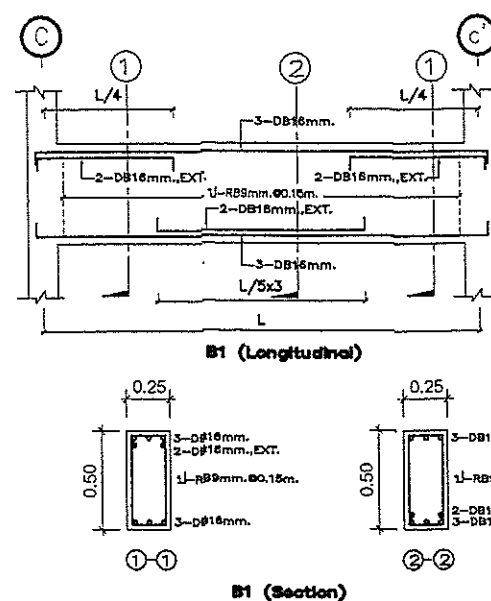 C C'
1 2 1
L/4 L/4
3-DB16mm.
2-DB16mm.,EXT. 2-DB16mm.,EXT.
-RB9mm.@0.15m.
2-DB16mm.,EXT.
3-DB16mm.
L/5x3
L
B1 (Longitudinal)
0.25 0.25
0.50 3-DB16mm. 0.50 3-DB1
2-DB16mm.,EXT.
-RB9mm.@0.15m. -RB9
2-DB1
3-DB16mm. 3-DB1
1-1 2-2
B1 (Section)